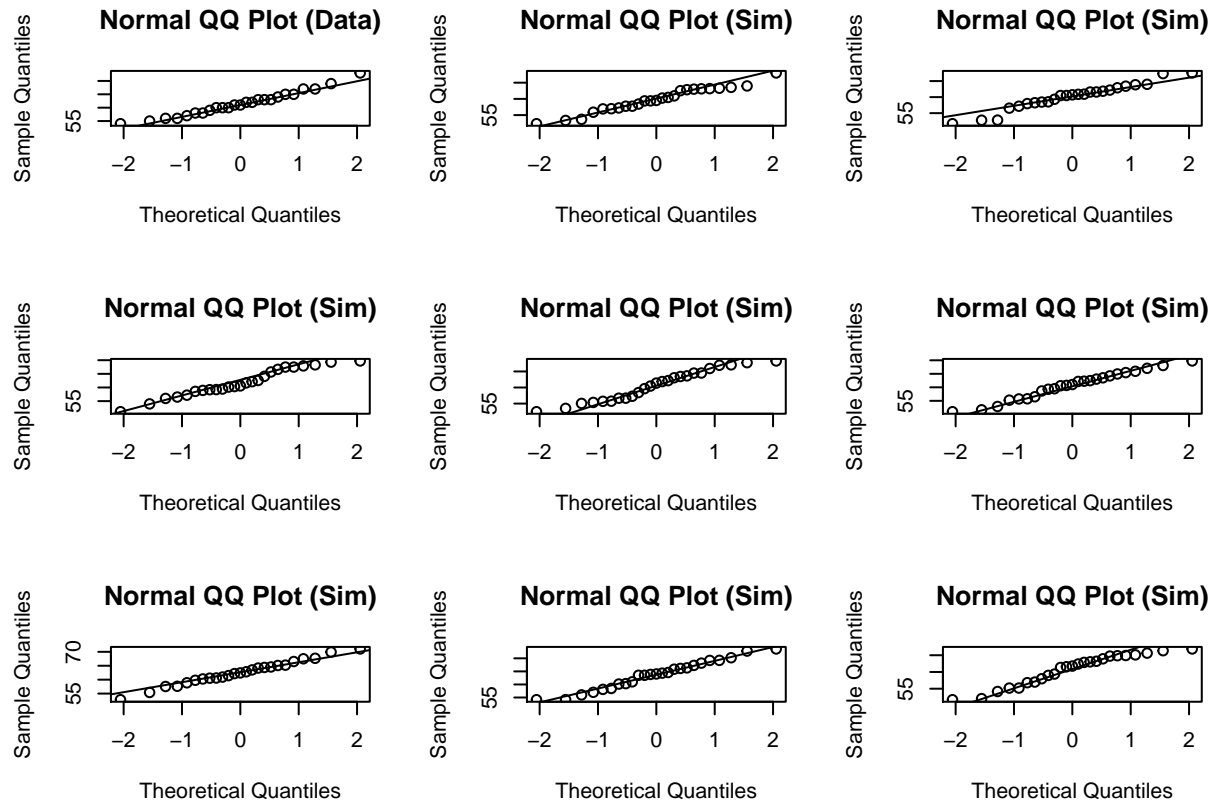 Normal QQ Plot (Data)
Sample Quantiles
55
−2 −1 0 1 2
Theoretical Quantiles
Normal QQ Plot (Sim)
Sample Quantiles
55
−2 −1 0 1 2
Theoretical Quantiles
Normal QQ Plot (Sim)
Sample Quantiles
55
−2 −1 0 1 2
Theoretical Quantiles
Normal QQ Plot (Sim)
Sample Quantiles
55
−2 −1 0 1 2
Theoretical Quantiles
Normal QQ Plot (Sim)
Sample Quantiles
55
−2 −1 0 1 2
Theoretical Quantiles
Normal QQ Plot (Sim)
Sample Quantiles
55
−2 −1 0 1 2
Theoretical Quantiles
Normal QQ Plot (Sim)
Sample Quantiles
55 70
−2 −1 0 1 2
Theoretical Quantiles
Normal QQ Plot (Sim)
Sample Quantiles
55
−2 −1 0 1 2
Theoretical Quantiles
Normal QQ Plot (Sim)
Sample Quantiles
55
−2 −1 0 1 2
Theoretical Quantiles